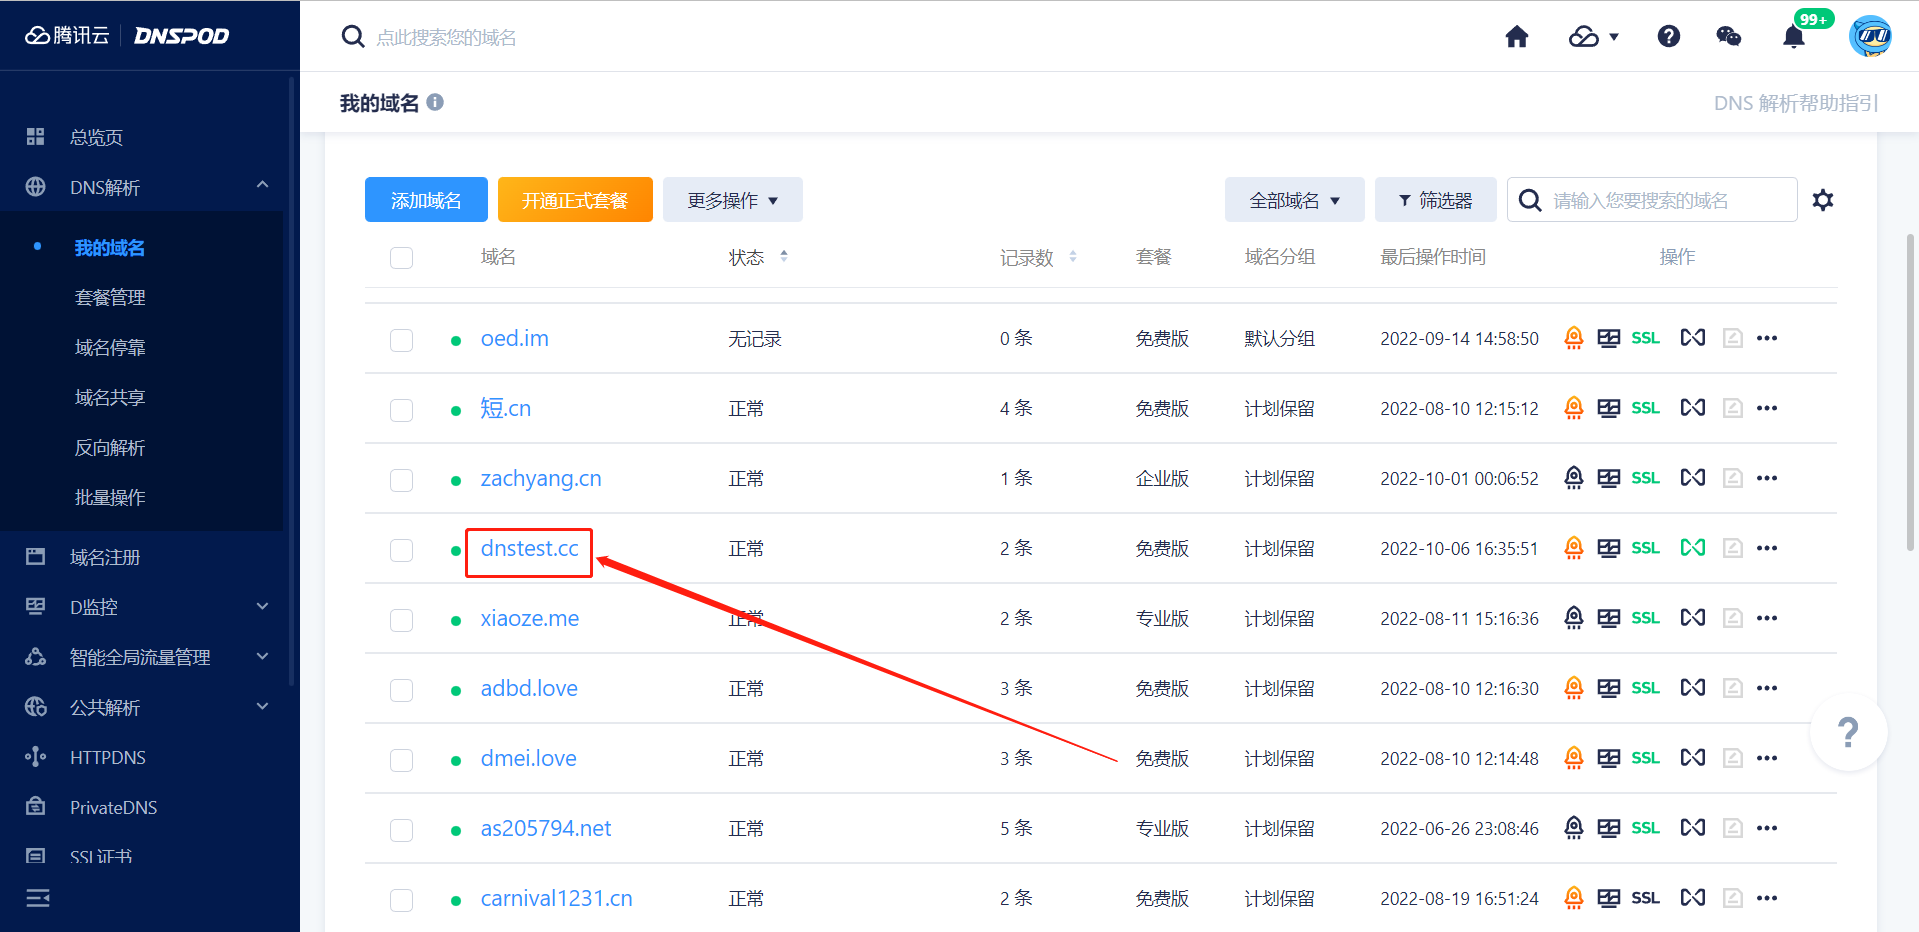 腾讯云 DNSPOD
点此搜索您的域名
99+
我的域名
DNS 解析帮助指引
总览页
DNS解析
我的域名
套餐管理
域名停靠
域名共享
反向解析
批量操作
域名注册
D监控
智能全局流量管理
公共解析
HTTPDNS
PrivateDNS
SSL 证书
添加域名 开通正式套餐 更多操作 全部域名 筛选器 请输入您要搜索的域名
域名 状态 记录数 套餐 域名分组 最后操作时间 操作
oed.im 无记录 0 条 免费版 默认分组 2022-09-14 14:58:50 SSL
短.cn 正常 4 条 免费版 计划保留 2022-08-10 12:15:12 SSL
zachyang.cn 正常 1 条 企业版 计划保留 2022-10-01 00:06:52 SSL
dnstest.cc 正常 2 条 免费版 计划保留 2022-10-06 16:35:51 SSL
xiaoze.me 正常 2 条 专业版 计划保留 2022-08-11 15:16:36 SSL
adbd.love 正常 3 条 免费版 计划保留 2022-08-10 12:16:30 SSL
dmei.love 正常 3 条 免费版 计划保留 2022-08-10 12:14:48 SSL
as205794.net 正常 5 条 专业版 计划保留 2022-06-26 23:08:46 SSL
carnival1231.cn 正常 2 条 免费版 计划保留 2022-08-19 16:51:24 SSL
?